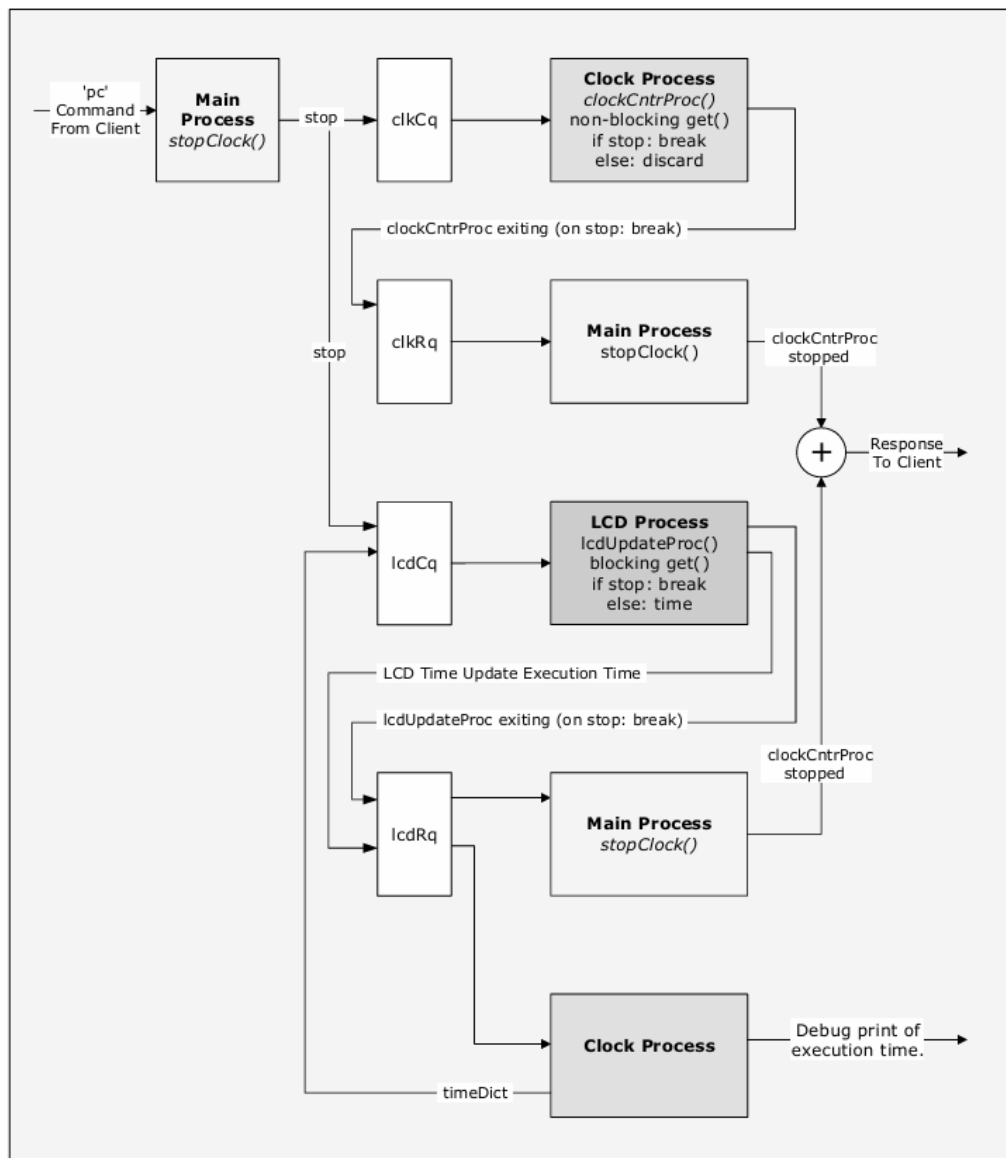 'pc'
Command
From Client
Main
Process
stopClock()
stop
clkCq
Clock Process
clockCntrProc()
non-blocking get()
if stop: break
else: discard
clockCntrProc exiting (on stop: break)
clkRq
Main Process
stopClock()
clockCntrProc
stopped
stop
+
Response
To Client
lcdCq
LCD Process
lcdUpdateProc()
blocking get()
if stop: break
else: time
LCD Time Update Execution Time
lcdUpdateProc exiting (on stop: break)
clockCntrProc
stopped
lcdRq
Main Process
stopClock()
Clock Process
Debug print of
execution time.
timeDict